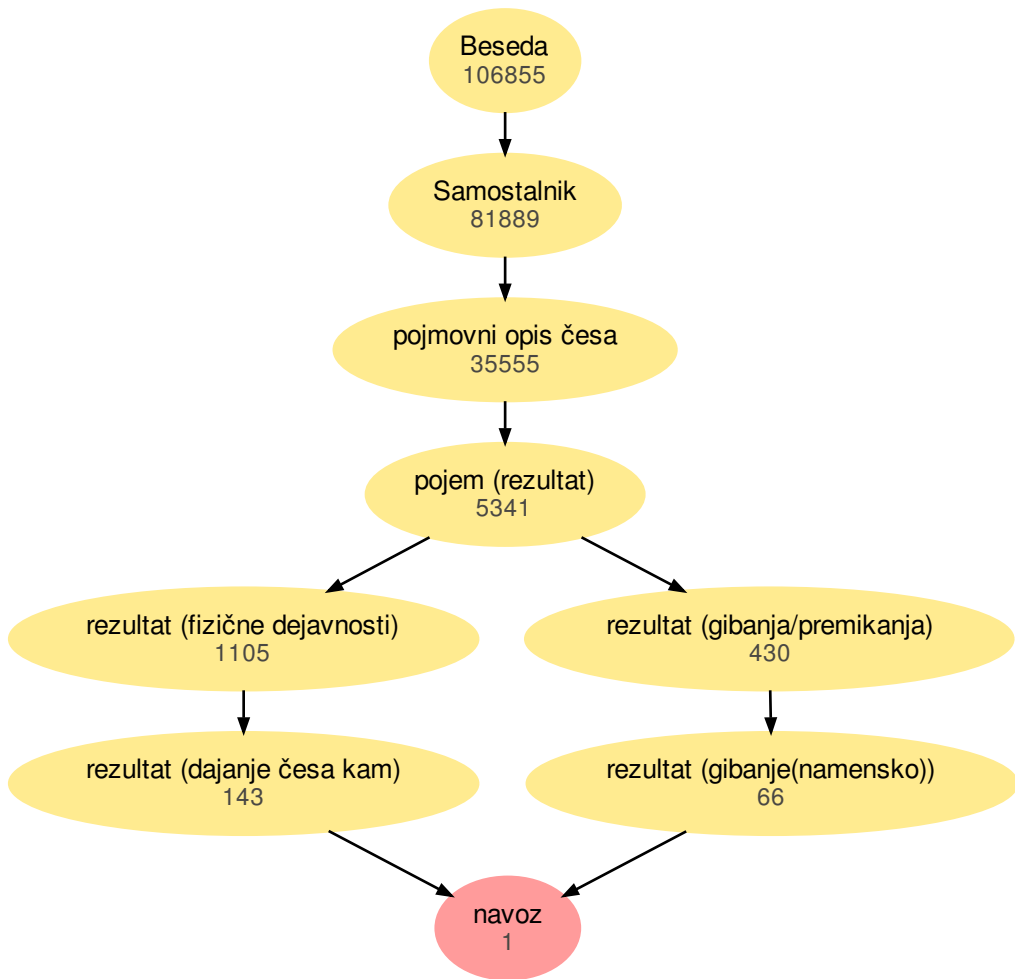 Beseda
106855
Samostalnik
81889
pojmovni opis česa
35555
pojem (rezultat)
5341
rezultat (fizične dejavnosti)
1105
rezultat (gibanja/premikanja)
430
rezultat (dajanje česa kam)
143
rezultat (gibanje(namensko))
66
navoz
1